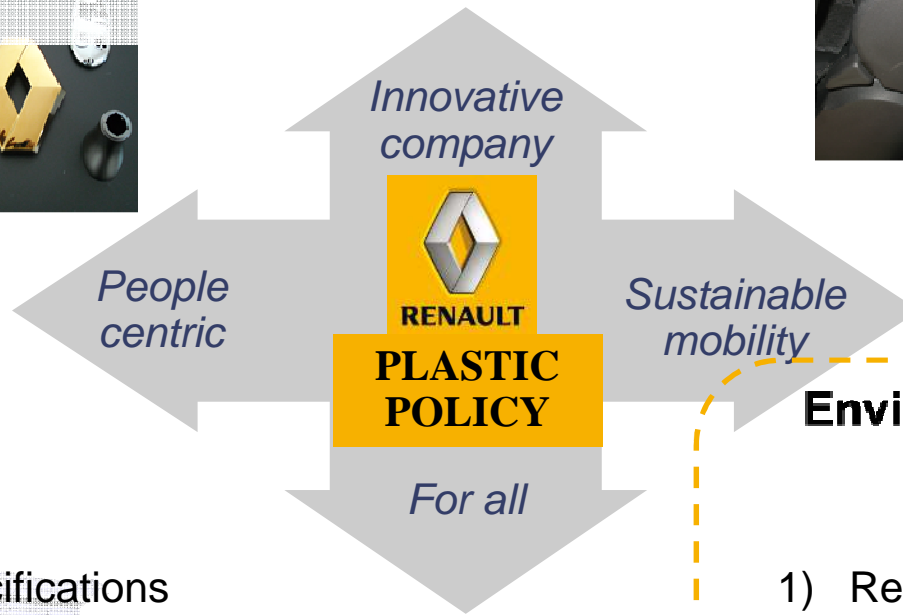 Innovative
company
People
centric
RENAULT
Sustainable
mobility
PLASTIC
POLICY
For all
1)